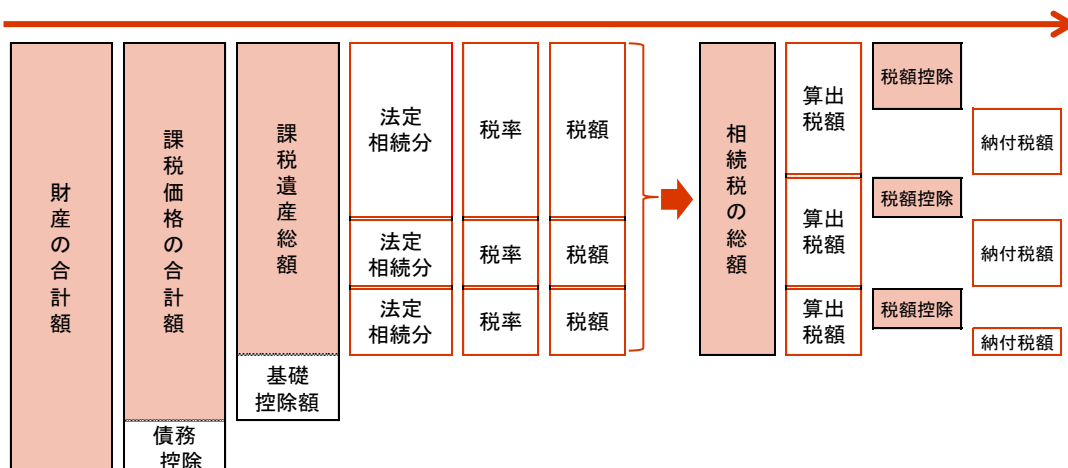 財産の合計額
課税価格の合計額
債務
控除
課税遺産総額
基礎
控除額
法定
相続分
税率
税額
法定
相続分
税率
税額
法定
相続分
税率
税額
相続税の総額
算出
税額
税額控除
納付税額
算出
税額
税額控除
納付税額
算出
税額
税額控除
納付税額